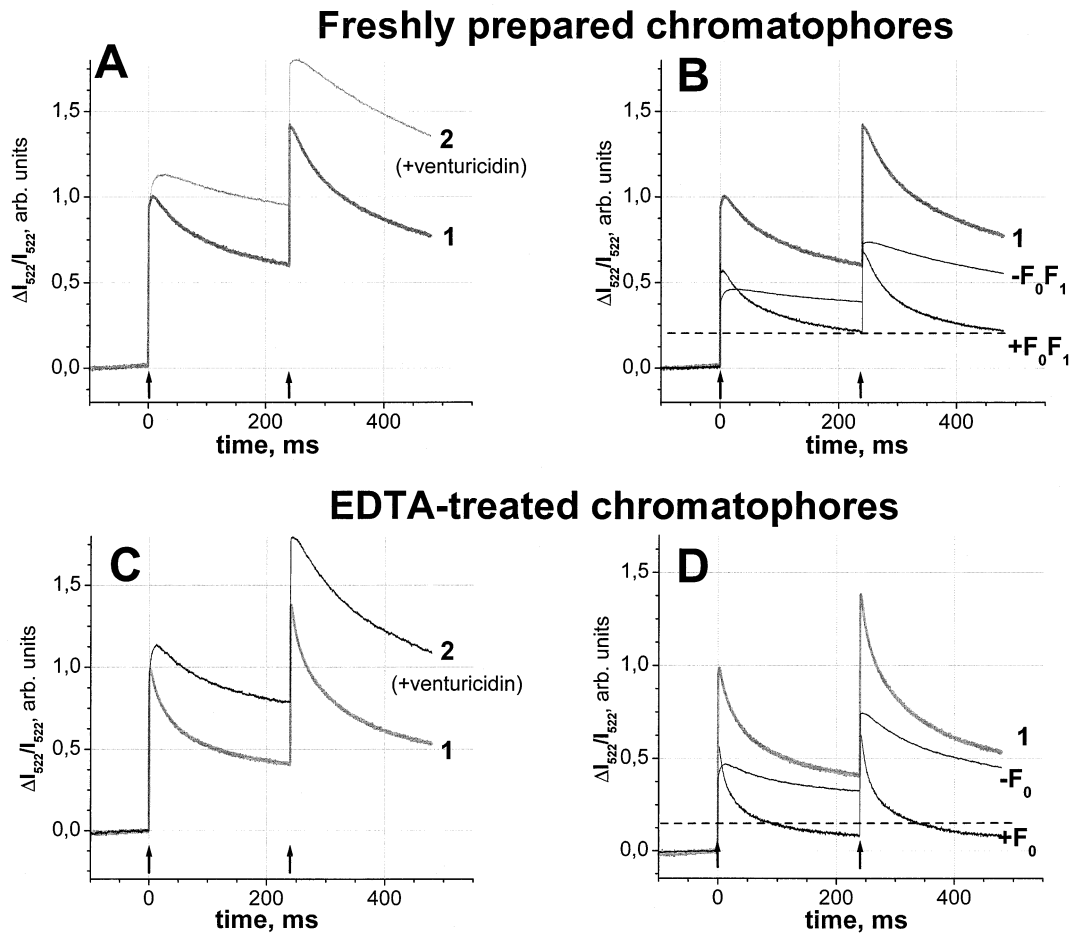 Freshly prepared chromatophores
A
ΔI522/I522, arb. units
1,5
1,0
0,5
0,0
2
(+venturicidin)
1
0
200
400
time, ms
B
ΔI522/I522, arb. units
1,5
1,0
0,5
0,0
1
-F0F1
+F0F1
0
200
400
time, ms
EDTA-treated chromatophores
C
ΔI522/I522, arb. units
1,5
1,0
0,5
0,0
2
(+venturicidin)
1
0
200
400
time, ms
D
ΔI522/I522, arb. units
1,5
1,0
0,5
0,0
1
-F0
+F0
0
200
400
time, ms